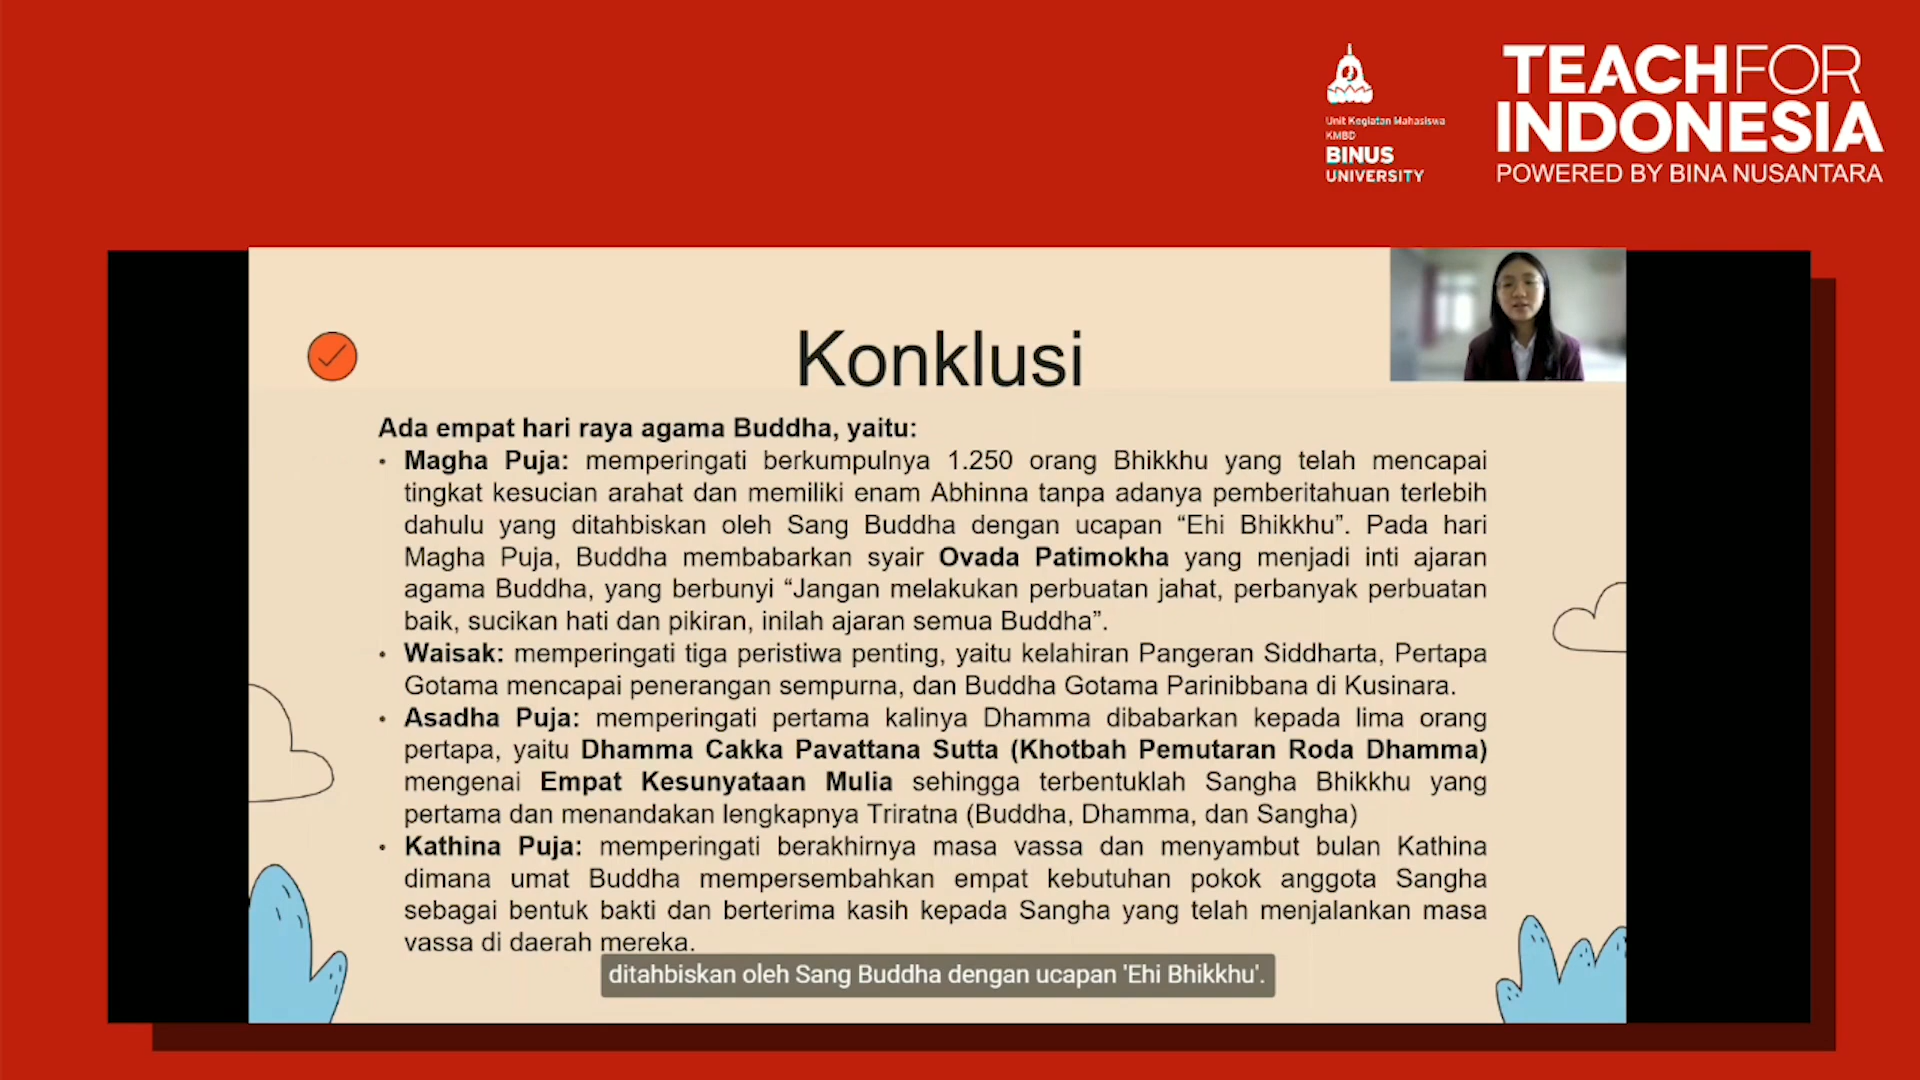 Unit Kegiatan Mahasiswa
KMBD
BINUS
UNIVERSITY
TEACHFOR
INDONESIA
POWERED BY BINA NUSANTARA
Konklusi
Ada empat hari raya agama Buddha, yaitu:
• Magha Puja: memperingati berkumpulnya 1.250 orang Bhikkhu yang telah mencapai
tingkat kesucian arahat dan memiliki enam Abhinna tanpa adanya pemberitahuan terlebih
dahulu yang ditahbiskan oleh Sang Buddha dengan ucapan “Ehi Bhikkhu”. Pada hari
Magha Puja, Buddha membabarkan syair Ovada Patimokha yang menjadi inti ajaran
agama Buddha, yang berbunyi “Jangan melakukan perbuatan jahat, perbanyak perbuatan
baik, sucikan hati dan pikiran, inilah ajaran semua Buddha”.
• Waisak: memperingati tiga peristiwa penting, yaitu kelahiran Pangeran Siddharta, Pertapa
Gotama mencapai penerangan sempurna, dan Buddha Gotama Parinibbana di Kusinara.
• Asadha Puja: memperingati pertama kalinya Dhamma dibabarkan kepada lima orang
pertapa, yaitu Dhamma Cakka Pavattana Sutta (Khotbah Pemutaran Roda Dhamma)
mengenai Empat Kesunyataan Mulia sehingga terbentuklah Sangha Bhikkhu yang
pertama dan menandakan lengkapnya Triratna (Buddha, Dhamma, dan Sangha)
• Kathina Puja: memperingati berakhirnya masa vassa dan menyambut bulan Kathina
dimana umat Buddha mempersembahkan empat kebutuhan pokok anggota Sangha
sebagai bentuk bakti dan berterima kasih kepada Sangha yang telah menjalankan masa
vassa di daerah mereka.
ditahbiskan oleh Sang Buddha dengan ucapan 'Ehi Bhikkhu'.